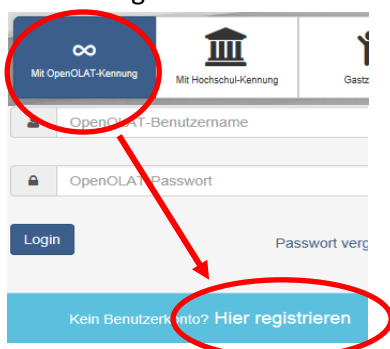 Mit OpenOLAT-Kennung
Mit Hochschul-Kennung
Gastz
OpenOLAT-Benutzername
OpenOLAT-Passwort
Login
Passwort verg
Kein Benutzerkonto? Hier registrieren